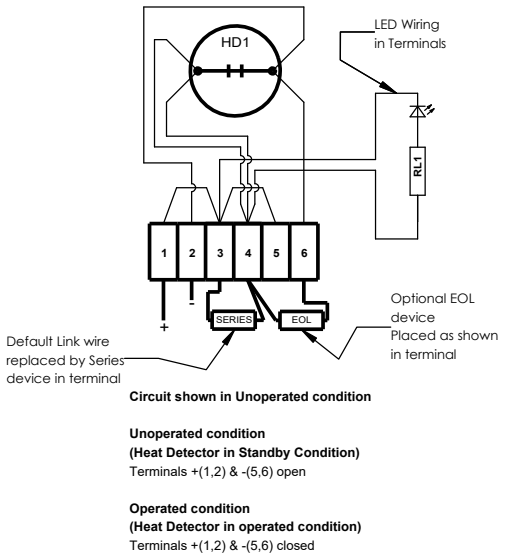 HD1
LED Wiring
in Terminals
RL1
1 2 3 4 5 6
+ -
SERIES EOL
Optional EOL
device
Placed as shown
in terminal
Default Link wire
replaced by Series
device in terminal
Circuit shown in Unoperated condition
Unoperated condition
(Heat Detector in Standby Condition)
Terminals +(1,2) & -(5,6) open
Operated condition
(Heat Detector in operated condition)
Terminals +(1,2) & -(5,6) closed